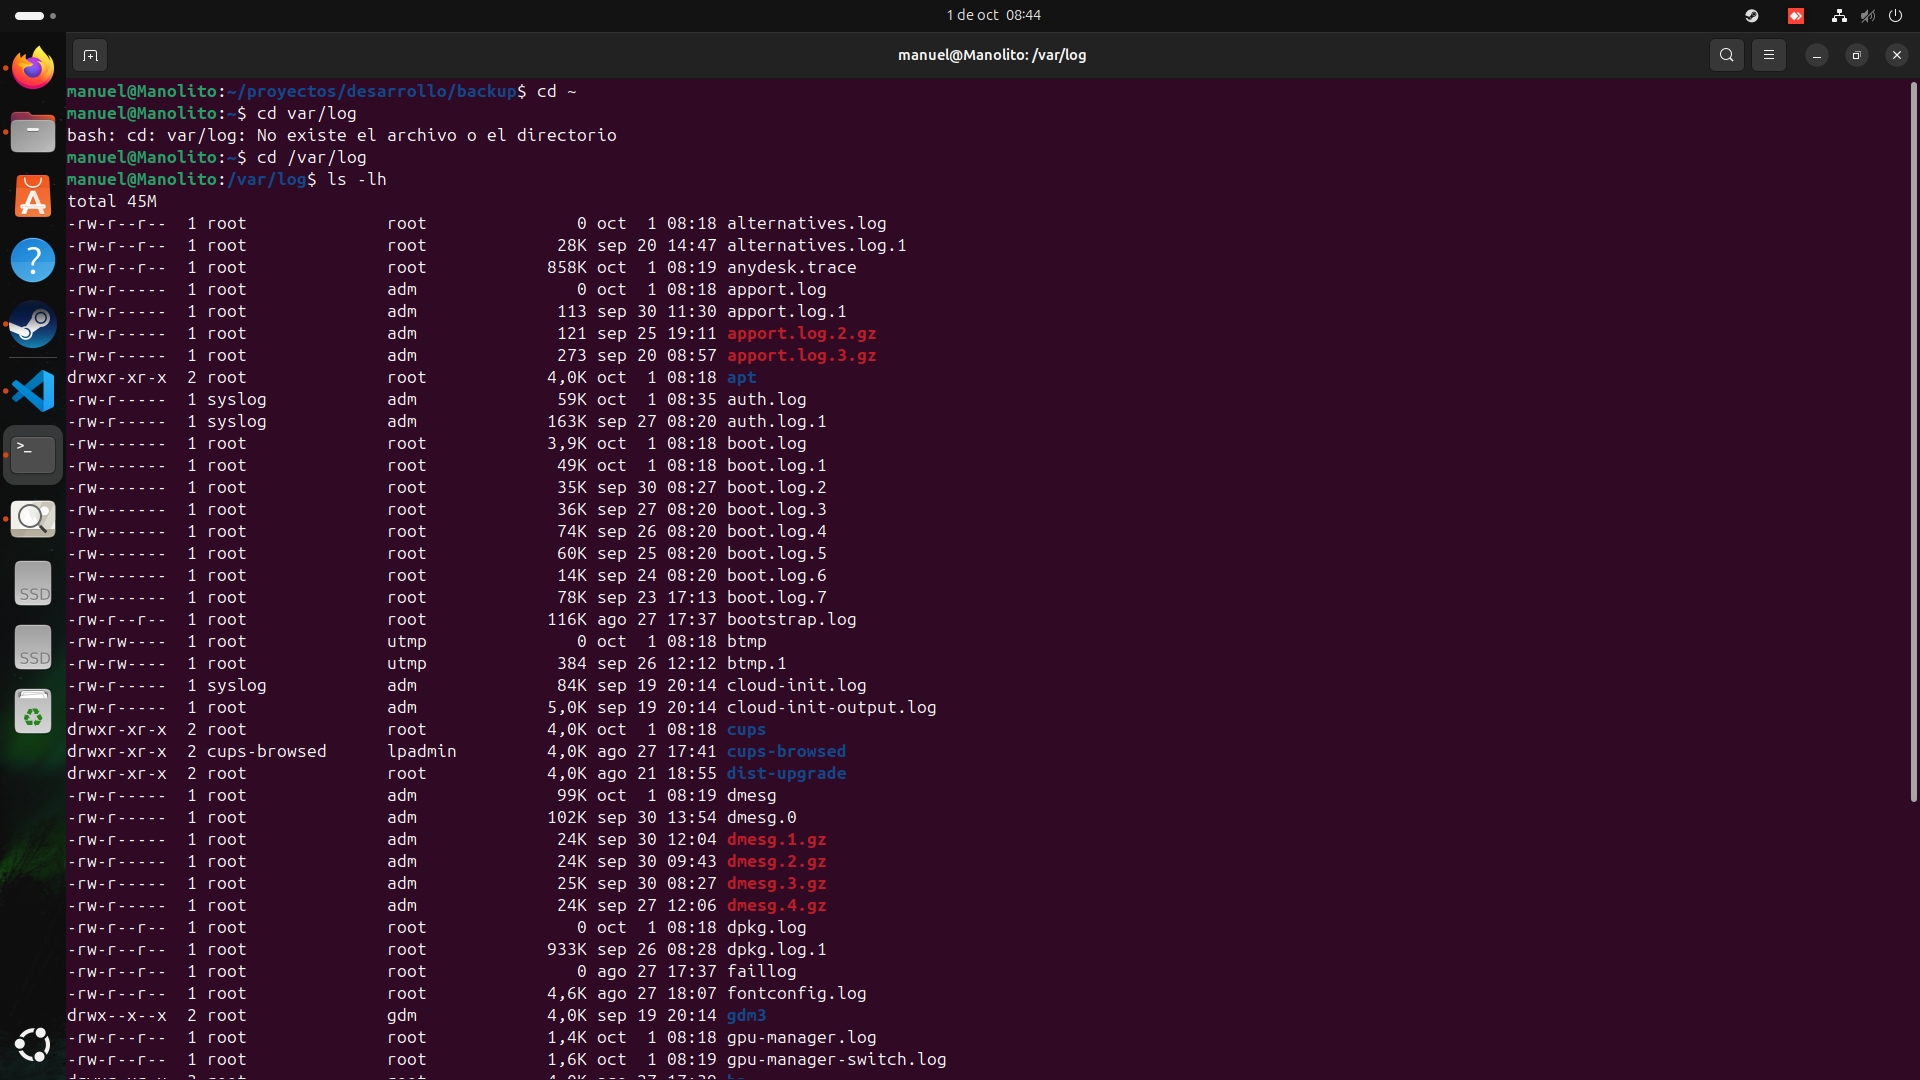 1 de oct 08:44
manuel@Manolito: /var/log
manuel@Manolito:~/proyectos/desarrollo/backup$ cd ~
manuel@Manolito:~$ cd var/log
bash: cd: var/log: No existe el archivo o el directorio
manuel@Manolito:~$ cd /var/log
manuel@Manolito:/var/log$ ls -lh
total 45M
-rw-r--r--  1 root              root               0 oct  1 08:18 alternatives.log
-rw-r--r--  1 root              root             28K sep 20 14:47 alternatives.log.1
-rw-r--r--  1 root              root            858K oct  1 08:19 anydesk.trace
-rw-r-----  1 root              adm                0 oct  1 08:18 apport.log
-rw-r-----  1 root              adm              113 sep 30 11:30 apport.log.1
-rw-r-----  1 root              adm              121 sep 25 19:11 apport.log.2.gz
-rw-r-----  1 root              adm              273 sep 20 08:57 apport.log.3.gz
drwxr-xr-x  2 root              root            4,0K oct  1 08:18 apt
-rw-r-----  1 syslog            adm              59K oct  1 08:35 auth.log
-rw-r-----  1 syslog            adm             163K sep 27 08:20 auth.log.1
-rw-------  1 root              root            3,9K oct  1 08:18 boot.log
-rw-------  1 root              root             49K oct  1 08:18 boot.log.1
-rw-------  1 root              root             35K sep 30 08:27 boot.log.2
-rw-------  1 root              root             36K sep 27 08:20 boot.log.3
-rw-------  1 root              root             74K sep 26 08:20 boot.log.4
-rw-------  1 root              root             60K sep 25 08:20 boot.log.5
-rw-------  1 root              root             14K sep 24 08:20 boot.log.6
-rw-------  1 root              root             78K sep 23 17:13 boot.log.7
-rw-r--r--  1 root              root            116K ago 27 17:37 bootstrap.log
-rw-rw----  1 root              utmp               0 oct  1 08:18 btmp
-rw-rw----  1 root              utmp             384 sep 26 12:12 btmp.1
-rw-r-----  1 syslog            adm              84K sep 19 20:14 cloud-init.log
-rw-r-----  1 root              adm             5,0K sep 19 20:14 cloud-init-output.log
drwxr-xr-x  2 root              root            4,0K oct  1 08:18 cups
drwxr-xr-x  2 cups-browsed      lpadmin         4,0K ago 27 17:41 cups-browsed
drwxr-xr-x  2 root              root            4,0K ago 21 18:55 dist-upgrade
-rw-r-----  1 root              adm              99K oct  1 08:19 dmesg
-rw-r-----  1 root              adm             102K sep 30 13:54 dmesg.0
-rw-r-----  1 root              adm              24K sep 30 12:04 dmesg.1.gz
-rw-r-----  1 root              adm              24K sep 30 09:43 dmesg.2.gz
-rw-r-----  1 root              adm              25K sep 30 08:27 dmesg.3.gz
-rw-r-----  1 root              adm              24K sep 27 12:06 dmesg.4.gz
-rw-r--r--  1 root              root               0 oct  1 08:18 dpkg.log
-rw-r--r--  1 root              root            933K sep 26 08:28 dpkg.log.1
-rw-r--r--  1 root              root               0 ago 27 17:37 faillog
-rw-r--r--  1 root              root            4,6K ago 27 18:07 fontconfig.log
drwx--x--x  2 root              gdm             4,0K sep 19 20:14 gdm3
-rw-r--r--  1 root              root            1,4K oct  1 08:18 gpu-manager.log
-rw-r--r--  1 root              root            1,6K oct  1 08:19 gpu-manager-switch.log
SSD
SSD